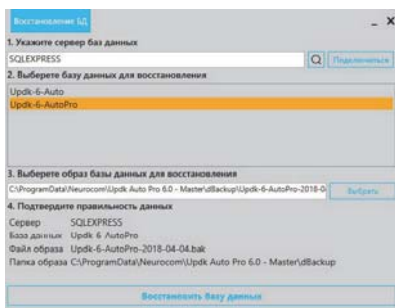 Восстановление БД
1. Укажите сервер баз данных
SQLEXPRESS
Подключиться
2. Выберете базу данных для восстановления
Updk-6-Auto
Updk-6-AutoPro
3. Выберете образ базы данных для восстановления
C:\ProgramData\Neurocom\Updk Auto Pro 6.0 - Master\dBackup\Updk-6-AutoPro-2018-0 Выбрать
4. Подтвердите правильность данных
Сервер SQLEXPRESS
База данных Updk-6-AutoPro
Файл образа Updk-6-AutoPro-2018-04-04.bak
Папка образа C:\ProgramData\Neurocom\Updk Auto Pro 6.0 - Master\dBackup
Восстановить базу данных